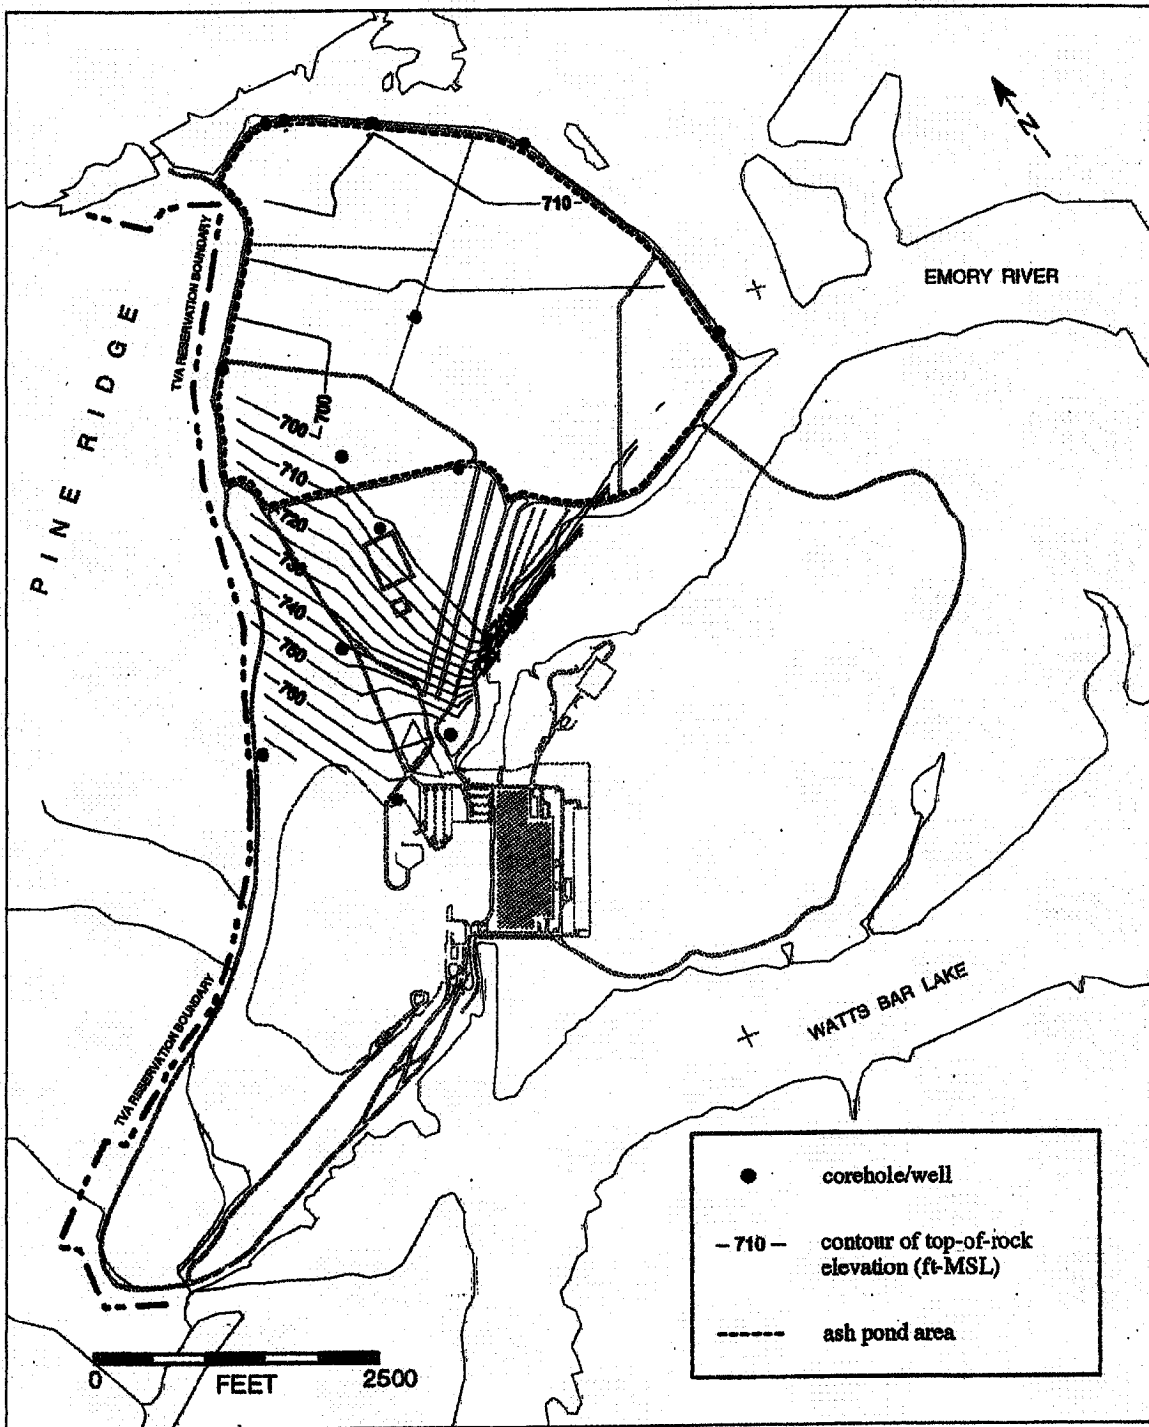 N
710
EMORY RIVER
TVA RESERVATION BOUNDARY
PINE RIDGE
700
700
710
720
730
740
750
760
WATTS BAR LAKE
TVA RESERVATION BOUNDARY
corehole/well
– 710 – contour of top-of-rock
elevation (ft-MSL)
ash pond area
0 FEET 2500